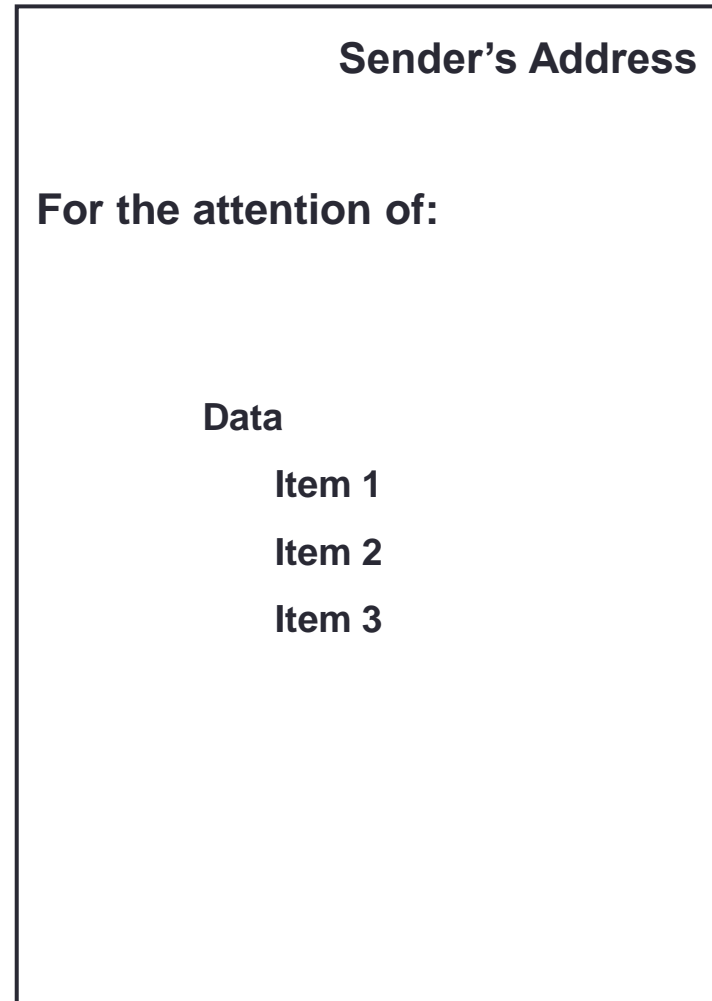 Sender’s Address
For the attention of:
Data
Item 1
Item 2
Item 3